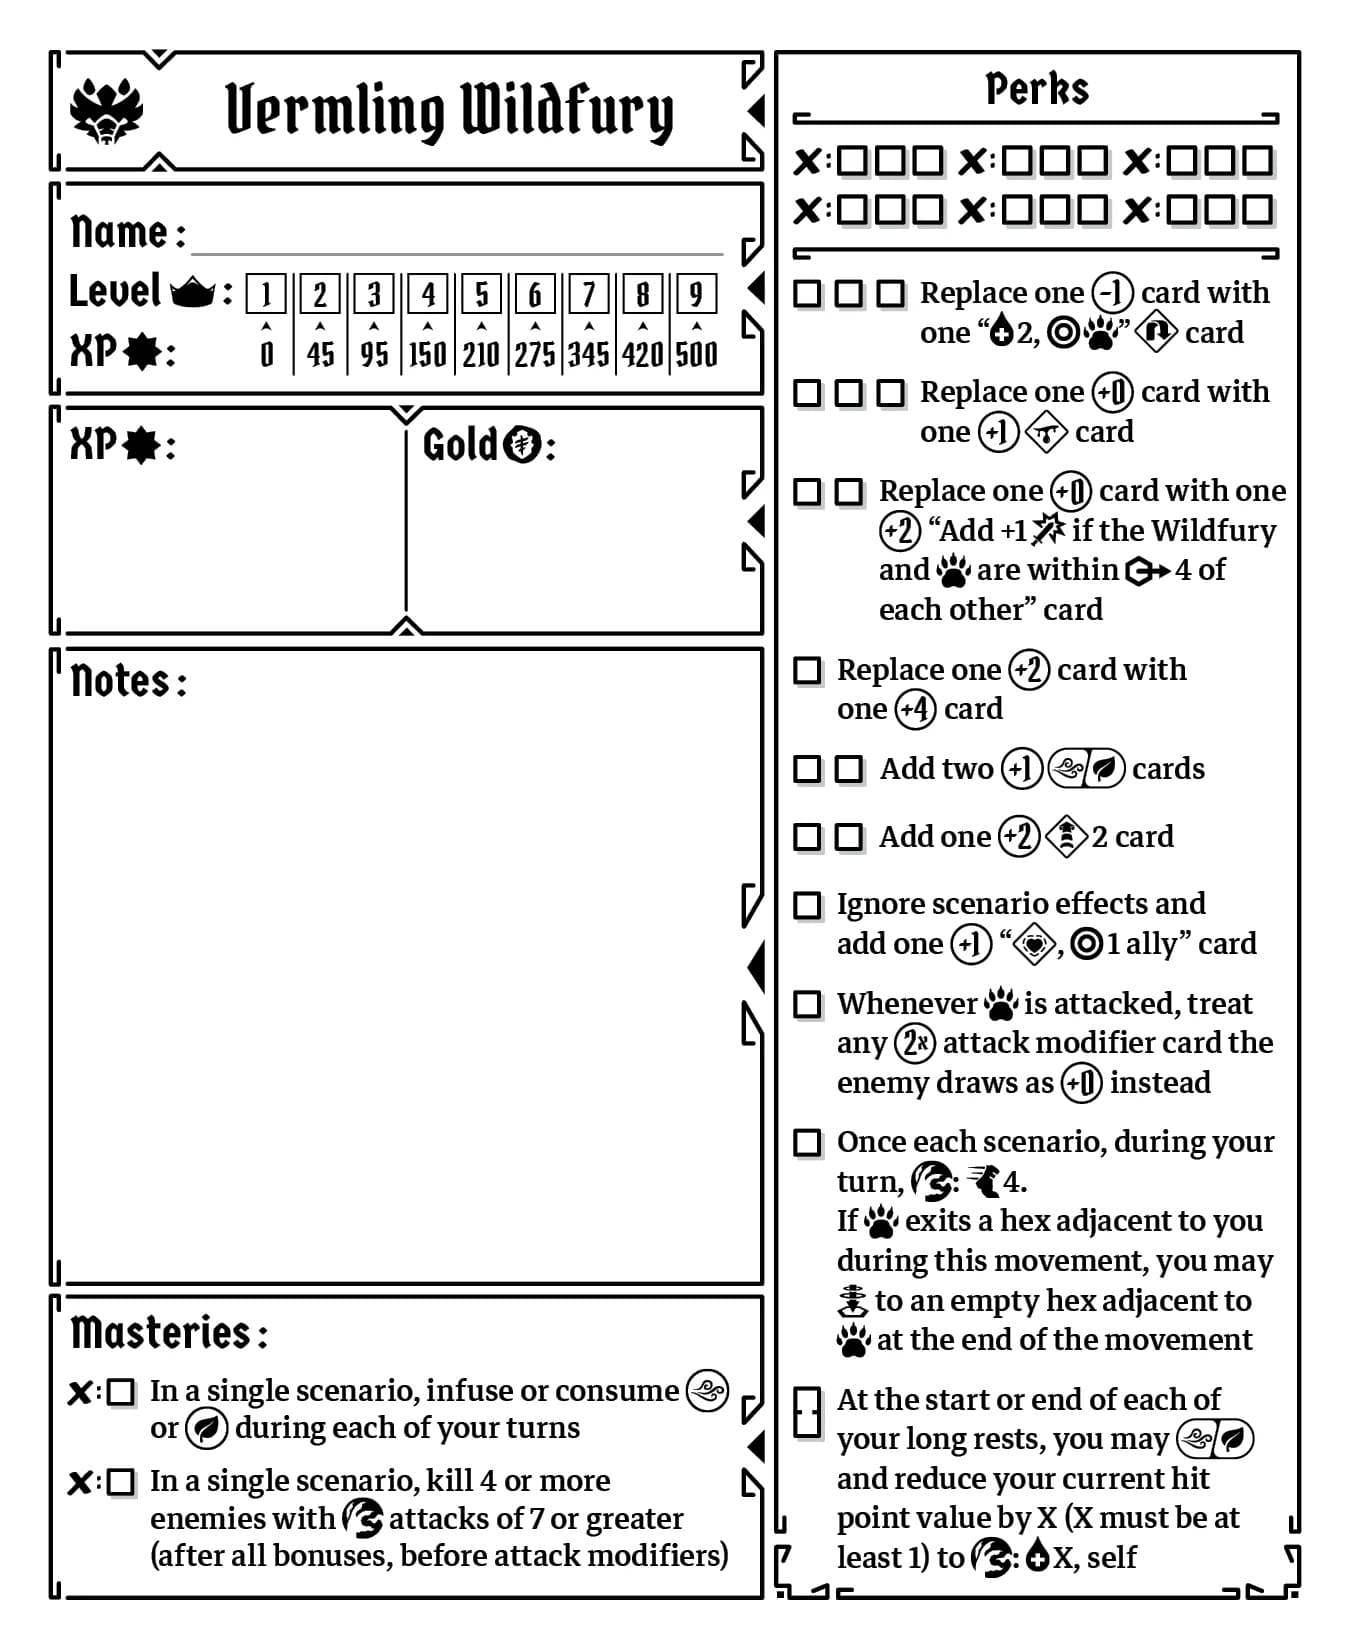 Vermling Wildfury
Name:
Level: 1 2 3 4 5 6 7 8 9
XP: 0 45 95 150 210 275 345 420 500
XP:
Gold:
Notes:
Masteries:
In a single scenario, infuse or consume
or during each of your turns
In a single scenario, kill 4 or more
enemies with attacks of 7 or greater
(after all bonuses, before attack modifiers)
Perks
Replace one -1 card with
one “2, ” card
Replace one +0 card with
one +1 card
Replace one +0 card with one
+2 “Add +1 if the Wildfury
and are within 4 of
each other” card
Replace one +2 card with
one +4 card
Add two +1 cards
Add one +2 2 card
Ignore scenario effects and
add one +1 “, 1 ally” card
Whenever is attacked, treat
any 2x attack modifier card the
enemy draws as +0 instead
Once each scenario, during your
turn, : 4.
If exits a hex adjacent to you
during this movement, you may
to an empty hex adjacent to
at the end of the movement
At the start or end of each of
your long rests, you may
and reduce your current hit
point value by X (X must be at
least 1) to : X, self